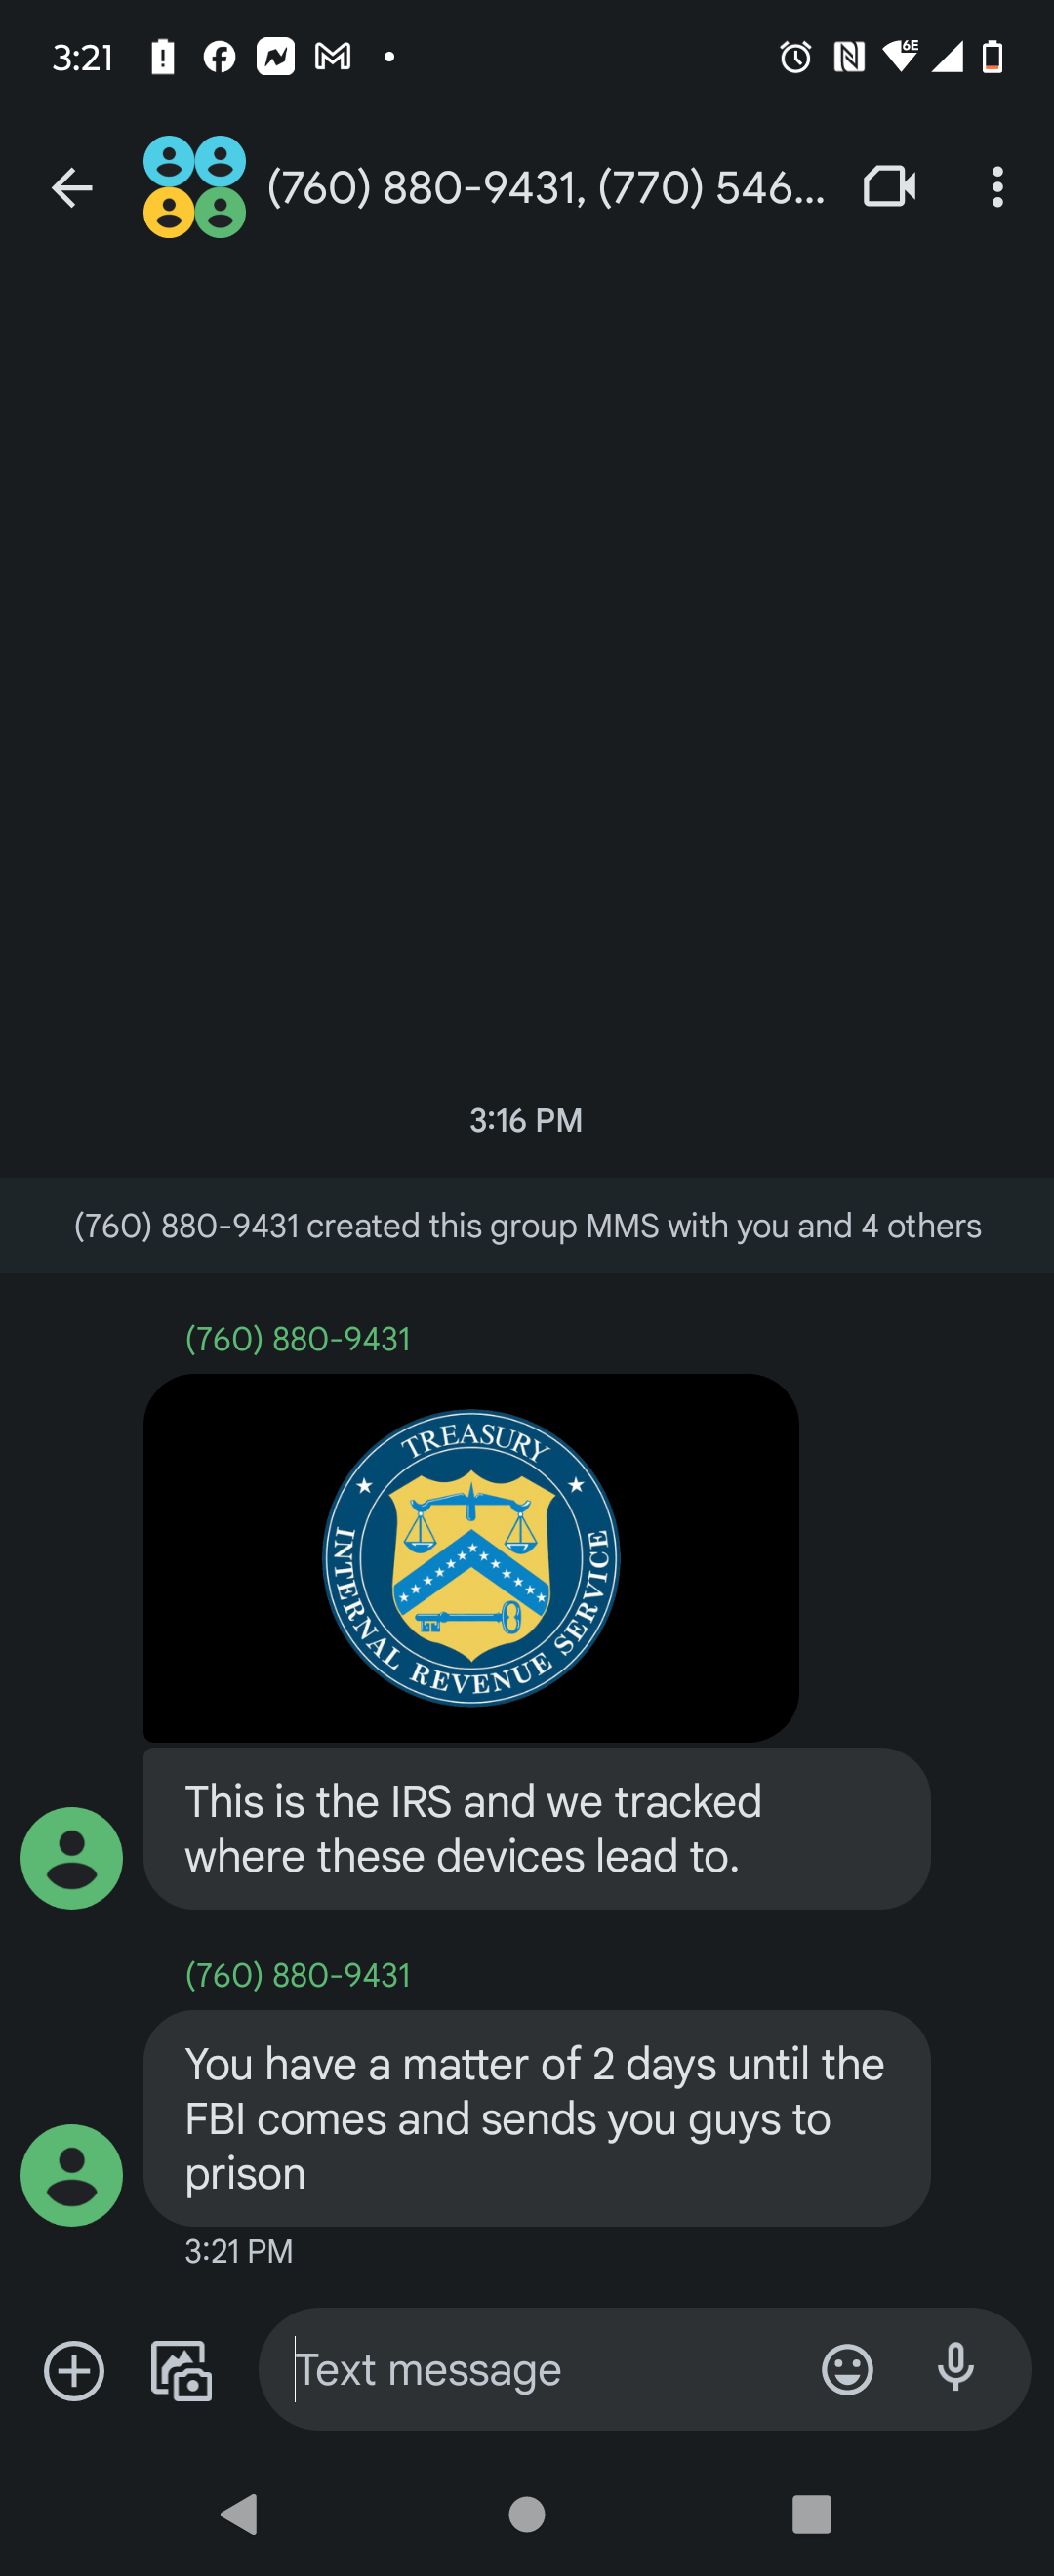 3:21
6E
(760) 880-9431, (770) 546...
3:16 PM
(760) 880-9431 created this group MMS with you and 4 others
(760) 880-9431
TREASURY
INTERNAL REVENUE SERVICE
This is the IRS and we tracked
where these devices lead to.
(760) 880-9431
You have a matter of 2 days until the
FBI comes and sends you guys to
prison
3:21 PM
Text message